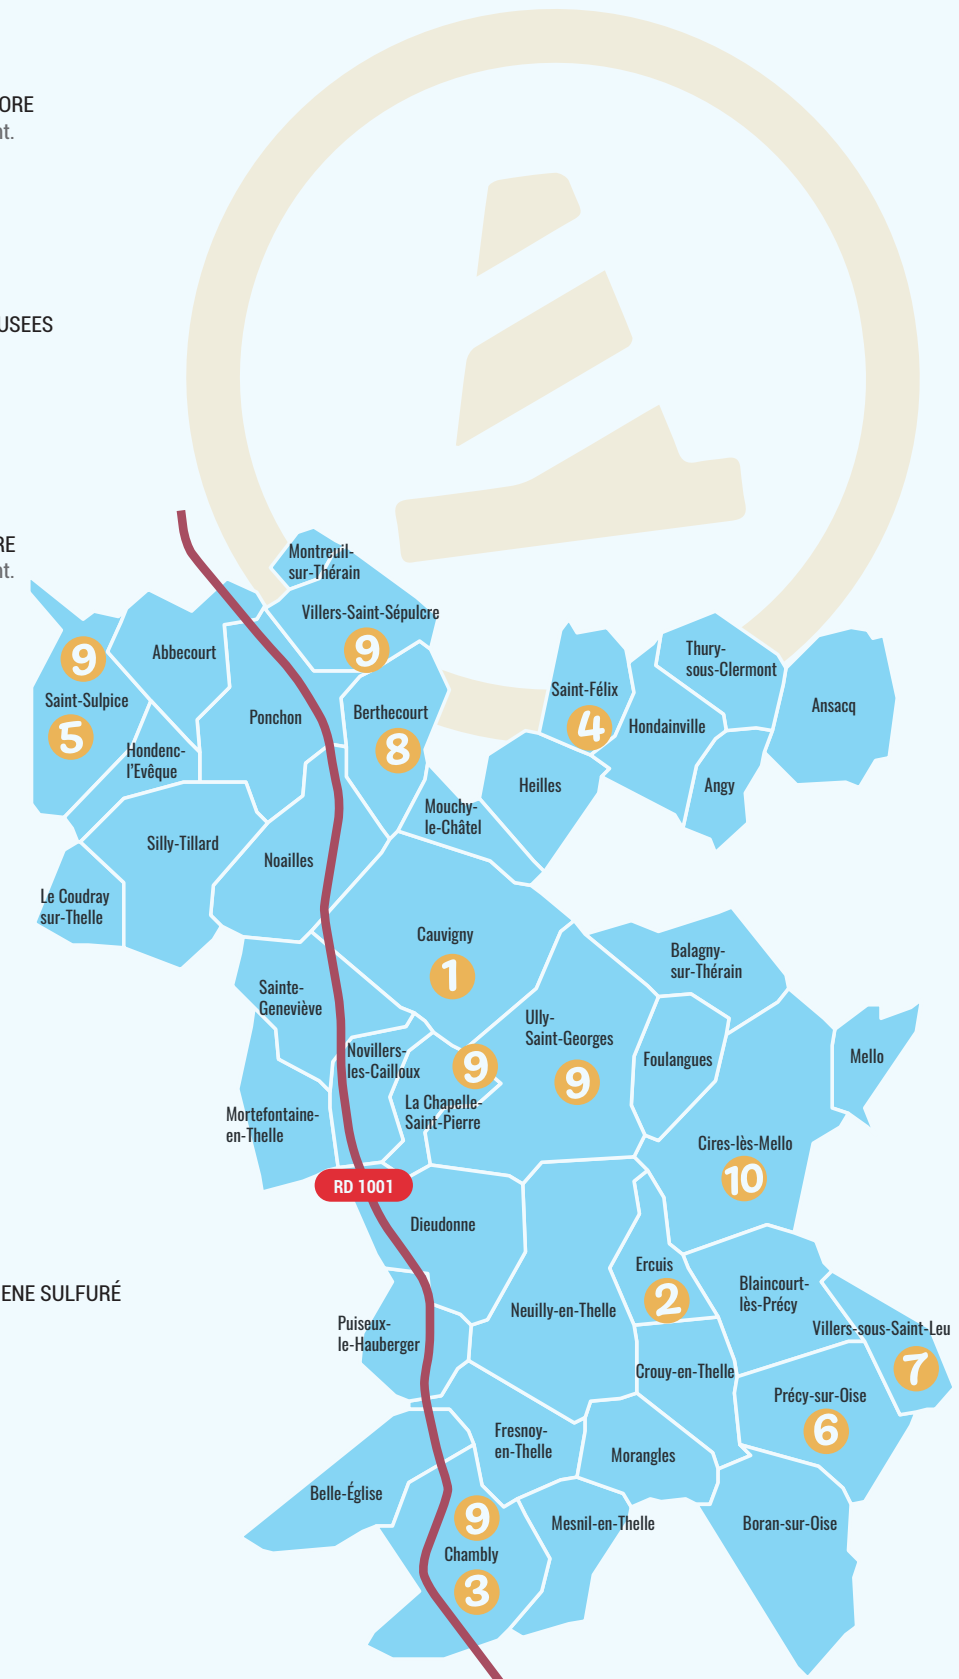 ORE
nt.
USEES
RE
nt.
Montreuil-
sur-Thérain
Villers-Saint-Sépulcre
9
9
Abbecourt
Saint-Sulpice
5
Ponchon
Berthecourt
8
Hondenc-
l'Evêque
Saint-Félix
4
Thury-
sous-Clermont
Hondainville
Ansacq
Heilles
Angy
Mouchy-
le-Châtel
Silly-Tillard
Noailles
Le Coudray
sur-Thelle
Cauvigny
1
Balagny-
sur-Thérain
Sainte-
Geneviève
Ully-
Saint-Georges
9
Novillers-
les-Cailloux
9
Foulangues
Mello
La Chapelle-
Saint-Pierre
Mortefontaine-
en-Thelle
Cires-lès-Mello
10
RD 1001
Dieudonne
Ercuis
2
ENE SULFURÉ
Neuilly-en-Thelle
Blaincourt-
lès-Précy
Puiseux-
le-Hauberger
Villers-sous-Saint-Leu
7
Crouy-en-Thelle
Précy-sur-Oise
6
Fresnoy-
en-Thelle
Morangles
Belle-Église
9
Mesnil-en-Thelle
Boran-sur-Oise
Chambly
3